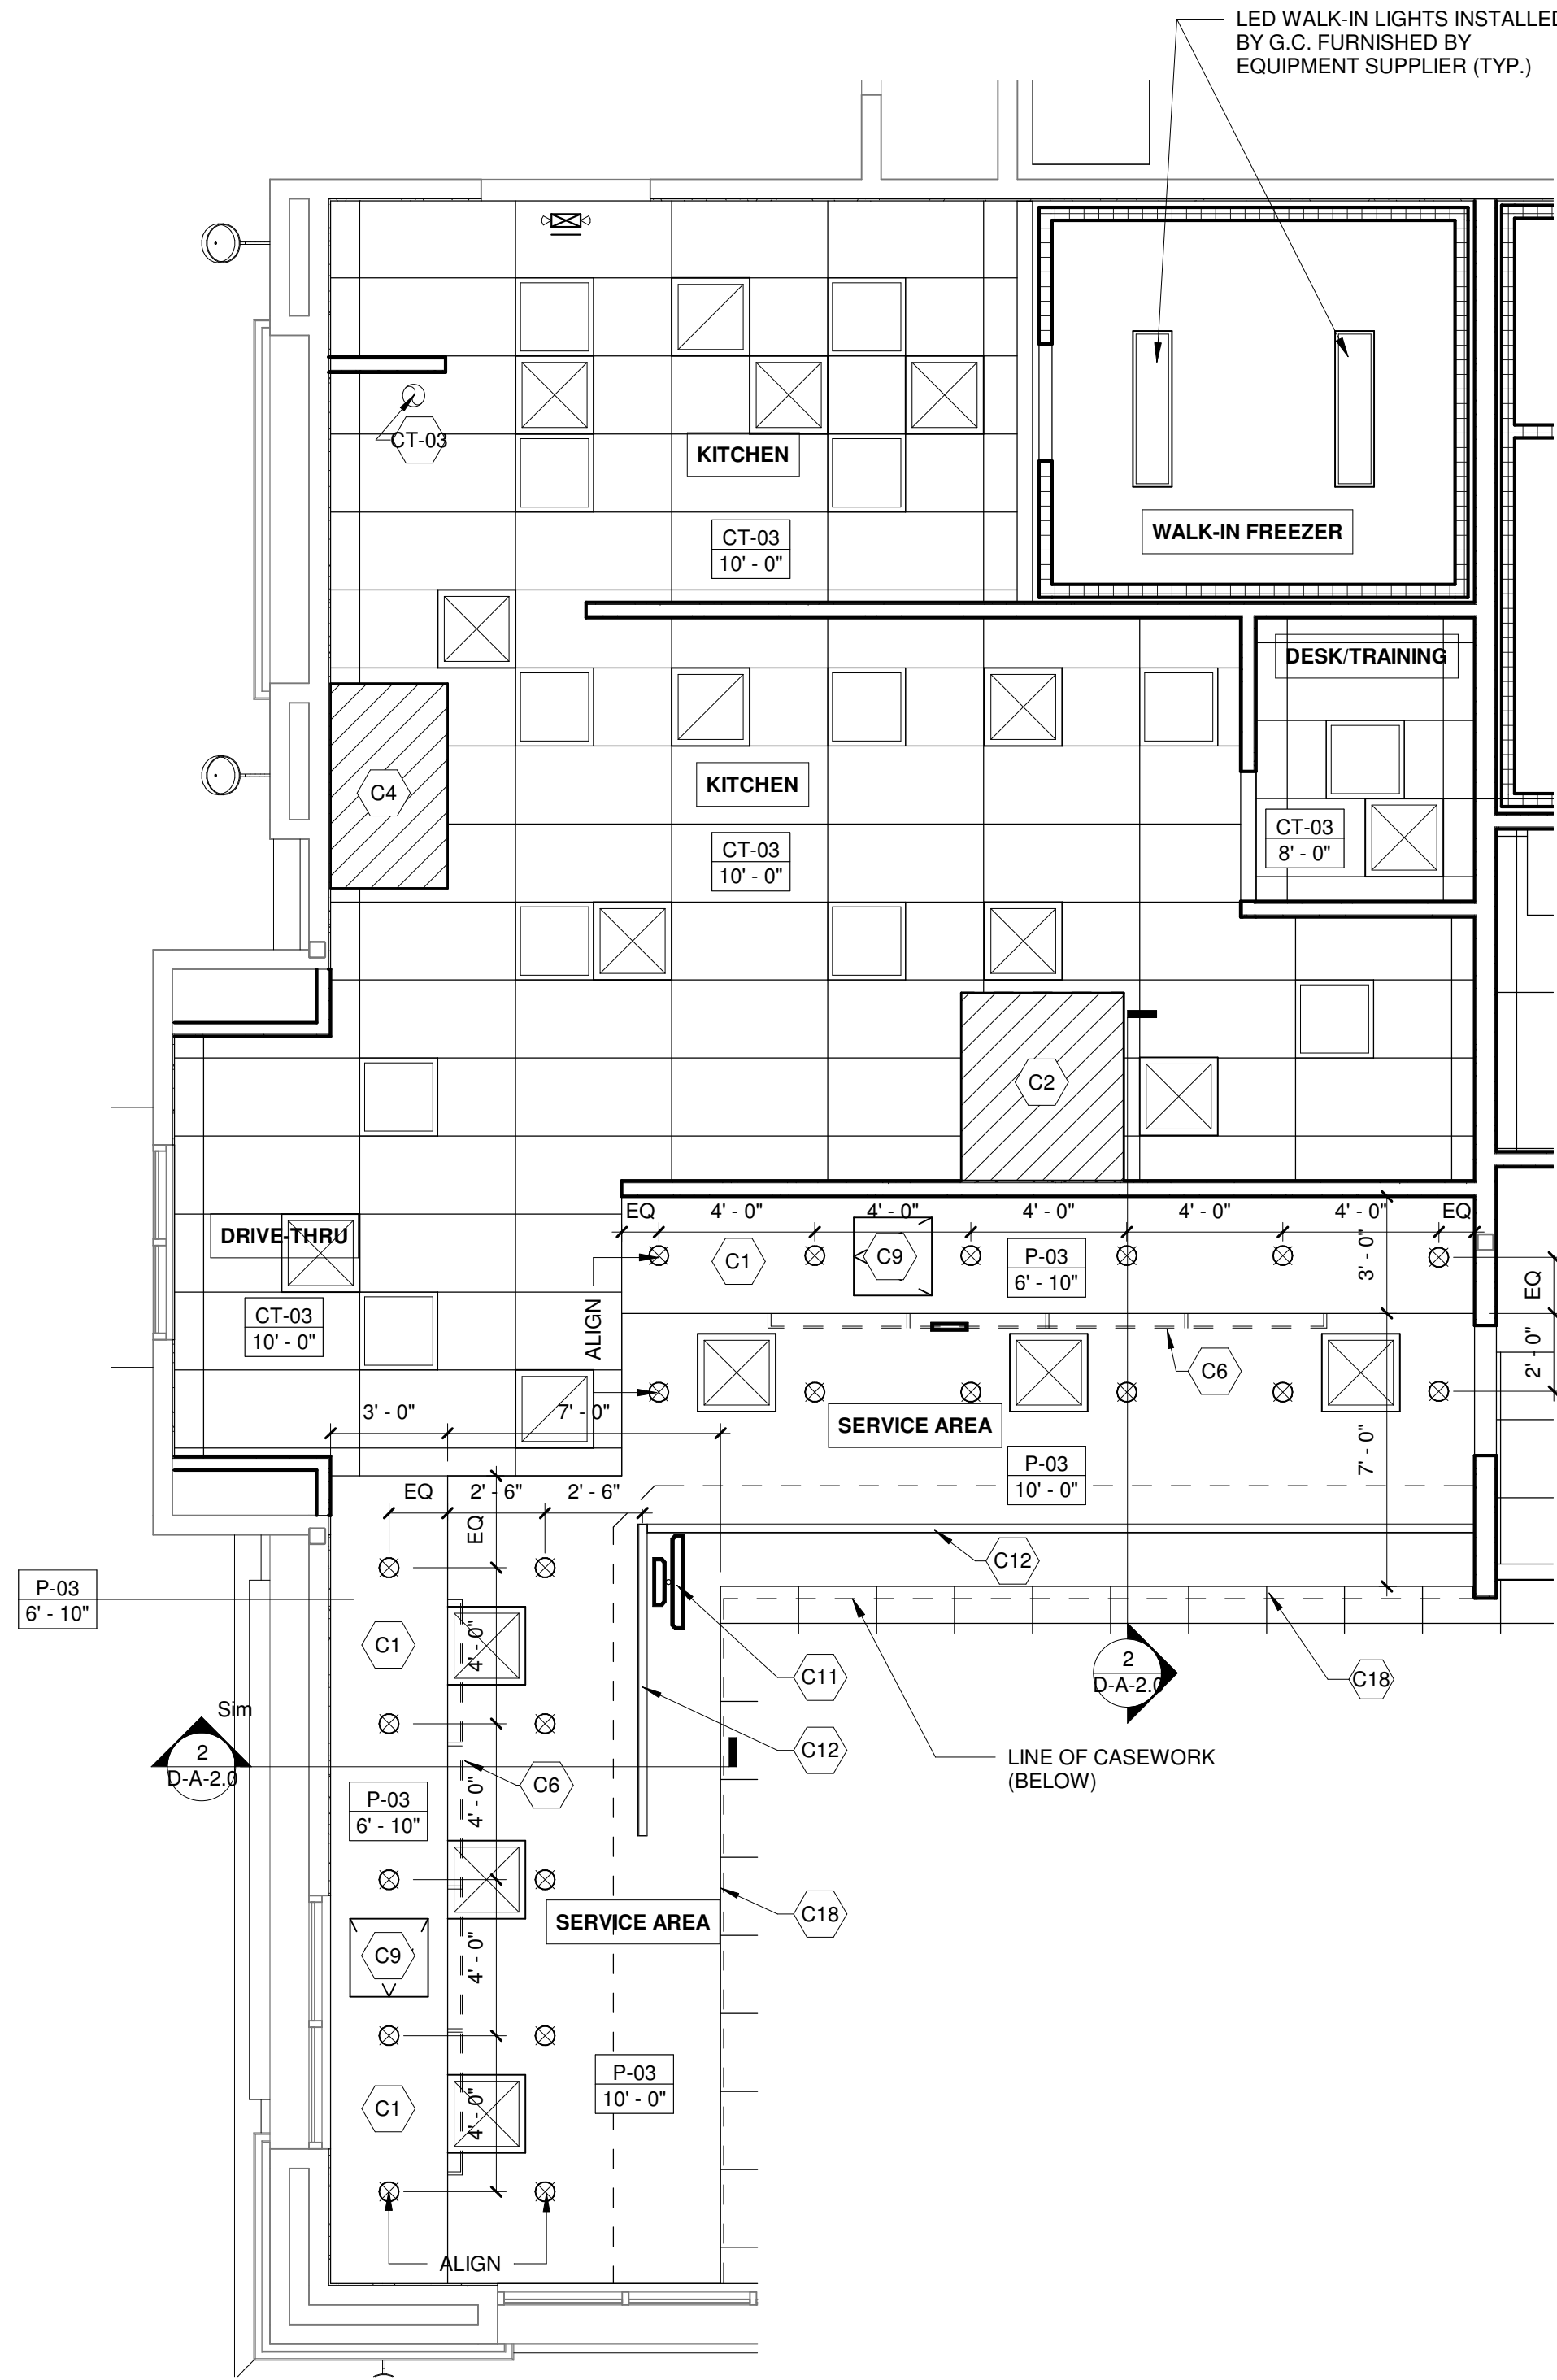 LED WALK-IN LIGHTS INSTALLED
BY G.C. FURNISHED BY
EQUIPMENT SUPPLIER (TYP.)
CT-03
KITCHEN
CT-03
10' - 0"
WALK-IN FREEZER
DESK/TRAINING
C4
KITCHEN
CT-03
10' - 0"
CT-03
8' - 0"
C2
EQ
4' - 0"
4' - 0"
4' - 0"
4' - 0"
4' - 0"
EQ
DRIVE-THRU
C1
C9
P-03
6' - 10"
3' - 0"
EQ
CT-03
10' - 0"
ALIGN
C6
2' - 0"
3' - 0"
7' - 0"
SERVICE AREA
P-03
10' - 0"
7' - 0"
EQ
2' - 6"
2' - 6"
EQ
C12
P-03
6' - 10"
C1
4' - 0"
C11
2
D-A-2.0
C18
Sim
2
D-A-2.0
C12
LINE OF CASEWORK
(BELOW)
C6
P-03
6' - 10"
4' - 0"
C18
SERVICE AREA
C9
4' - 0"
P-03
10' - 0"
C1
4' - 0"
ALIGN